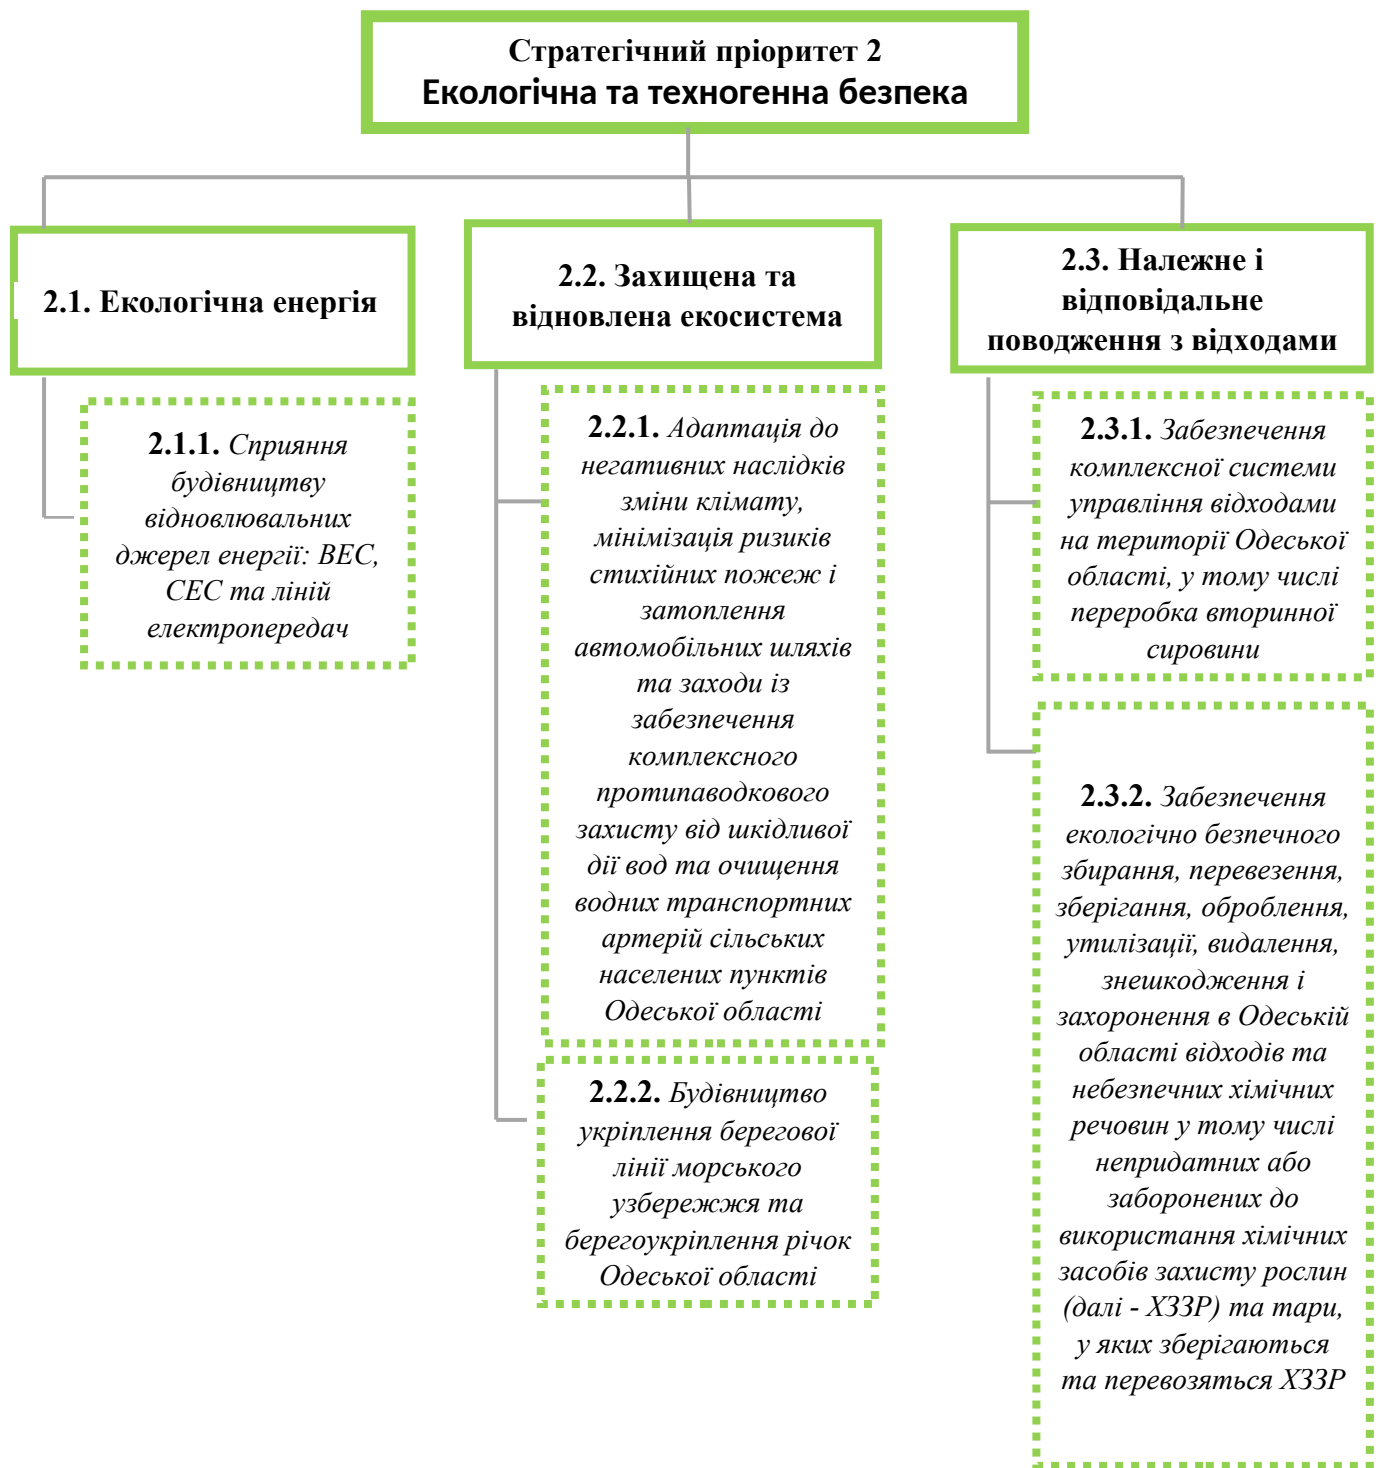 Стратегічний пріоритет 2
Екологічна та техногенна безпека
2.1. Екологічна енергія
2.1.1. Сприяння
будівництву
відновлювальних
джерел енергії: ВЕС,
СЕС та ліній
електропередач
2.2. Захищена та
відновлена екосистема
2.2.1. Адаптація до
негативних наслідків
зміни клімату,
мінімізація ризиків
стихійних пожеж і
затоплення
автомобільних шляхів
та заходи із
забезпечення
комплексного
протипаводкового
захисту від шкідливої
дії вод та очищення
водних транспортних
артерій сільських
населених пунктів
Одеської області
2.2.2. Будівництво
укріплення берегової
лінії морського
узбережжя та
берегоукріплення річок
Одеської області
2.3. Належне і
відповідальне
поводження з відходами
2.3.1. Забезпечення
комплексної системи
управління відходами
на території Одеської
області, у тому числі
переробка вторинної
сировини
2.3.2. Забезпечення
екологічно безпечного
збирання, перевезення,
зберігання, оброблення,
утилізації, видалення,
знешкодження і
захоронення в Одеській
області відходів та
небезпечних хімічних
речовин у тому числі
непридатних або
заборонених до
використання хімічних
засобів захисту рослин
(далі - ХЗЗР) та тари,
у яких зберігаються
та перевозяться ХЗЗР